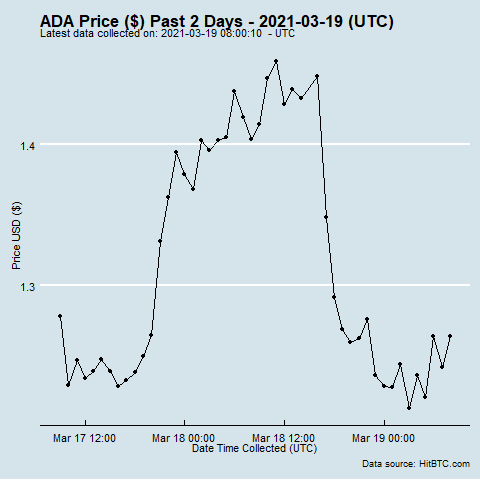 ADA Price ($) Past 2 Days - 2021-03-19 (UTC)
Latest data collected on: 2021-03-19 08:00:10 - UTC
Price USD ($)
1.4
1.3
Mar 17 12:00 Mar 18 00:00 Mar 18 12:00 Mar 19 00:00
Date Time Collected (UTC)
Data source: HitBTC.com